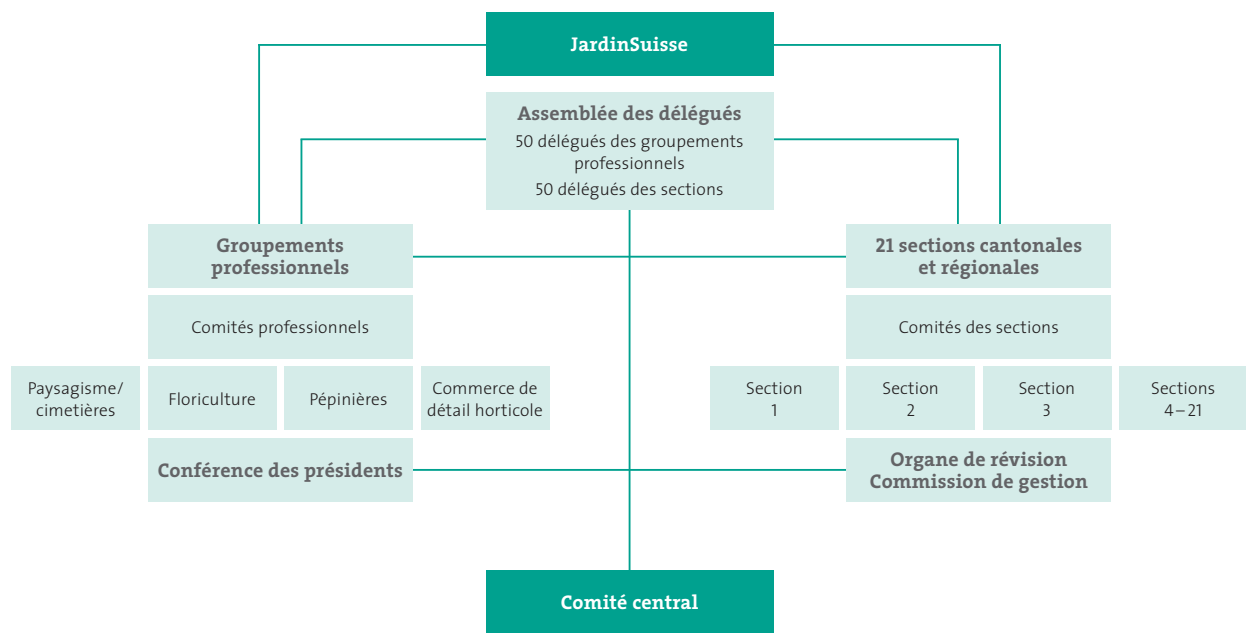 JardinSuisse
Assemblée des délégués
50 délégués des groupements
professionnels
50 délégués des sections
Groupements
professionnels
21 sections cantonales
et régionales
Comités professionnels
Comités des sections
Paysagisme/
cimetières
Floriculture
Pépinières
Commerce de
détail horticole
Section
1
Section
2
Section
3
Sections
4–21
Conférence des présidents
Organe de révision
Commission de gestion
Comité central